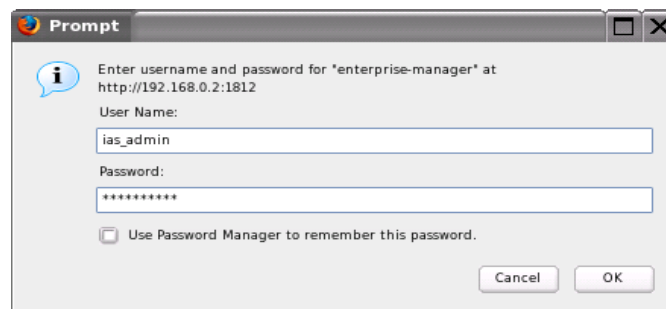 Prompt
Enter username and password for "enterprise-manager" at
http://192.168.0.2:1812
User Name:
ias_admin
Password:
**********
Use Password Manager to remember this password.
Cancel
OK